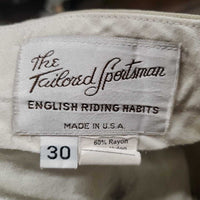 The
Tailored Sportsman
ENGLISH RIDING HABITS
MADE IN U.S.A
30
60% Rayon